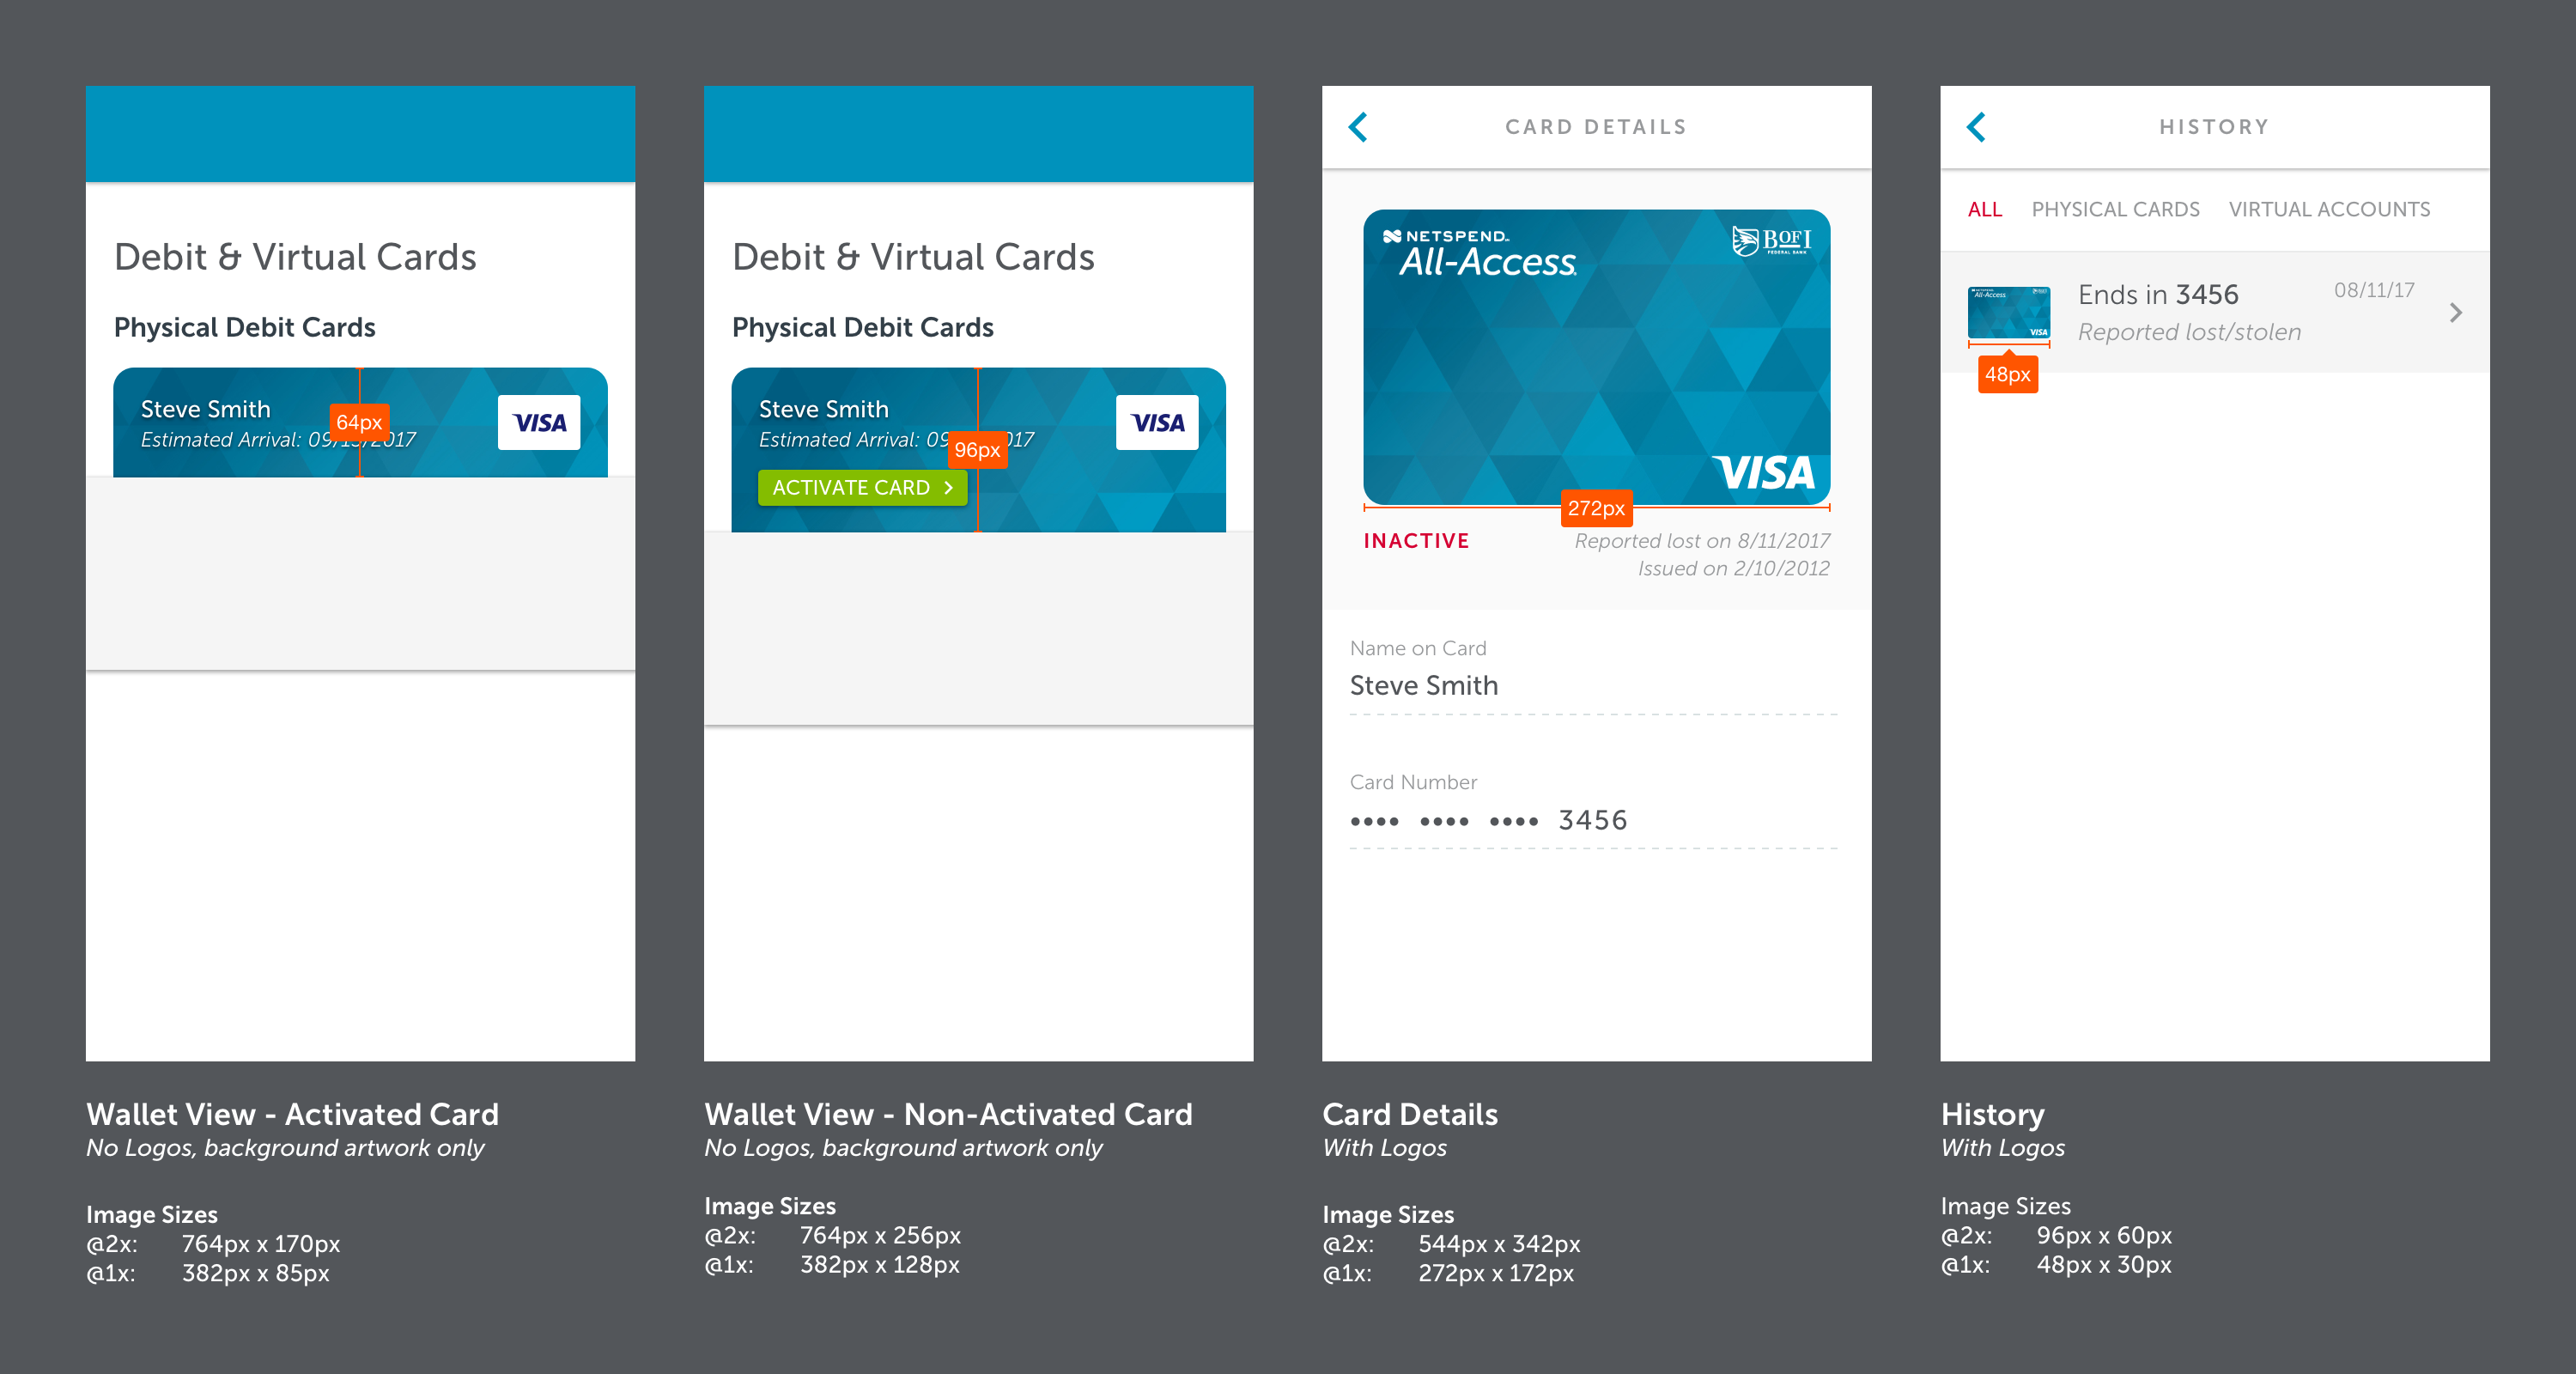 Debit & Virtual Cards
Physical Debit Cards
Steve Smith
Estimated Arrival: 09/15/2017
64px
VISA
Wallet View - Activated Card
No Logos, background artwork only
Image Sizes
@2x: 764px x 170px
@1x: 382px x 85px
Debit & Virtual Cards
Physical Debit Cards
Steve Smith
Estimated Arrival: 09 017
96px
VISA
ACTIVATE CARD
Wallet View - Non-Activated Card
No Logos, background artwork only
Image Sizes
@2x: 764px x 256px
@1x: 382px x 128px
CARD DETAILS
NETSPEND
All-Access
BOFI
FEDERAL BANK
VISA
272px
INACTIVE
Reported lost on 8/11/2017
Issued on 2/10/2012
Name on Card
Steve Smith
Card Number
•••• •••• •••• 3456
Card Details
With Logos
Image Sizes
@2x: 544px x 342px
@1x: 272px x 172px
HISTORY
ALL PHYSICAL CARDS VIRTUAL ACCOUNTS
All-Access
VISA
Ends in 3456
08/11/17
Reported lost/stolen
48px
History
With Logos
Image Sizes
@2x: 96px x 60px
@1x: 48px x 30px